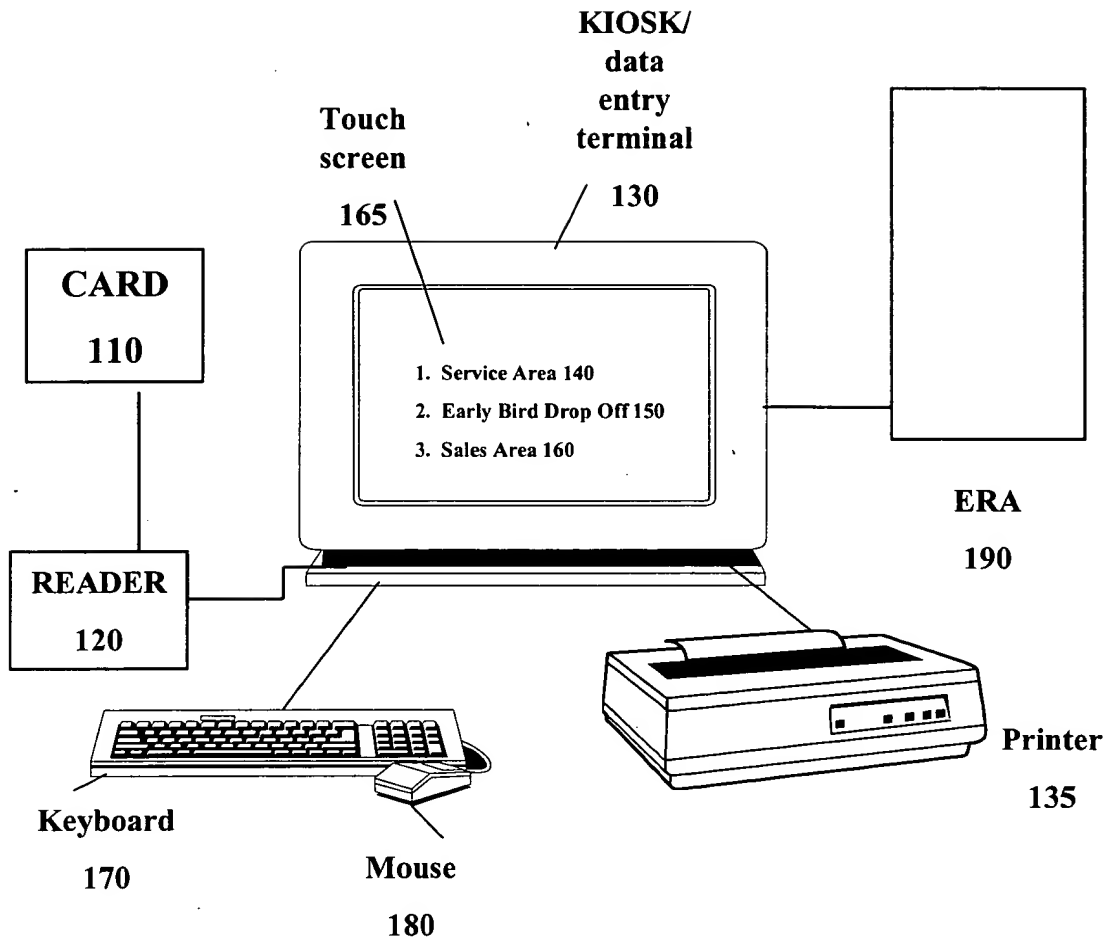 KIOSK/
data
entry
terminal
130
Touch
screen
165
CARD
110
1. Service Area 140
2. Early Bird Drop Off 150
3. Sales Area 160
ERA
190
READER
120
Printer
135
Keyboard
170
Mouse
180